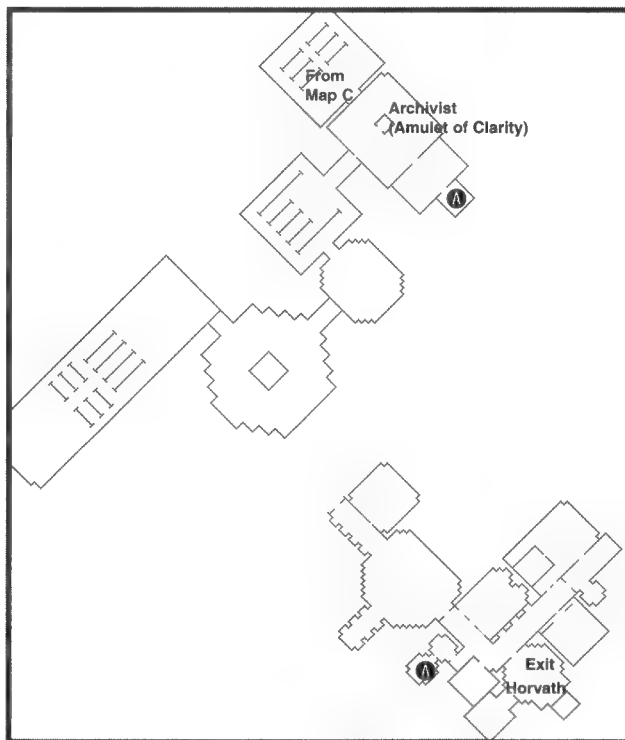 From
Map C
Archivist
(Amulet of Clarity)
A
A
Exit
Horvath